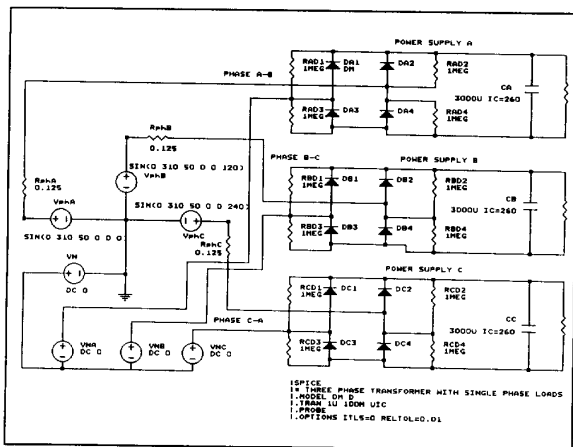 POWER SUPPLY A
RAD1
1MEG
DA1
DM
DA2
RAD2
1MEG
CA
3000U IC=260
PHASE A-B
RAD3
1MEG
DA3
DA4
RAD4
1MEG
RphB
0.125
SIN(0 310 50 0 0 120)
VphB
PHASE B-C
POWER SUPPLY B
RBD1
1MEG
DB1
DB2
RBD2
1MEG
CB
3000U IC=260
RBD3
1MEG
DB3
DB4
RBD4
1MEG
RphA
0.125
VphA
SIN(0 310 50 0 0 0)
SIN(0 310 50 0 0 240)
VphC
RphC
0.125
VN
DC 0
POWER SUPPLY C
RCD1
1MEG
DC1
DC2
RCD2
1MEG
CC
3000U IC=260
PHASE C-A
RCD3
1MEG
DC3
DC4
RCD4
1MEG
VNA
DC 0
VNB
DC 0
VNC
DC 0
|SPICE
|* THREE PHASE TRANSFORMER WITH SINGLE PHASE LOADS
|.MODEL DM D
|.TRAN 1U 100M UIC
|.PROBE
|.OPTIONS ITL5=0 RELTOL=0.01